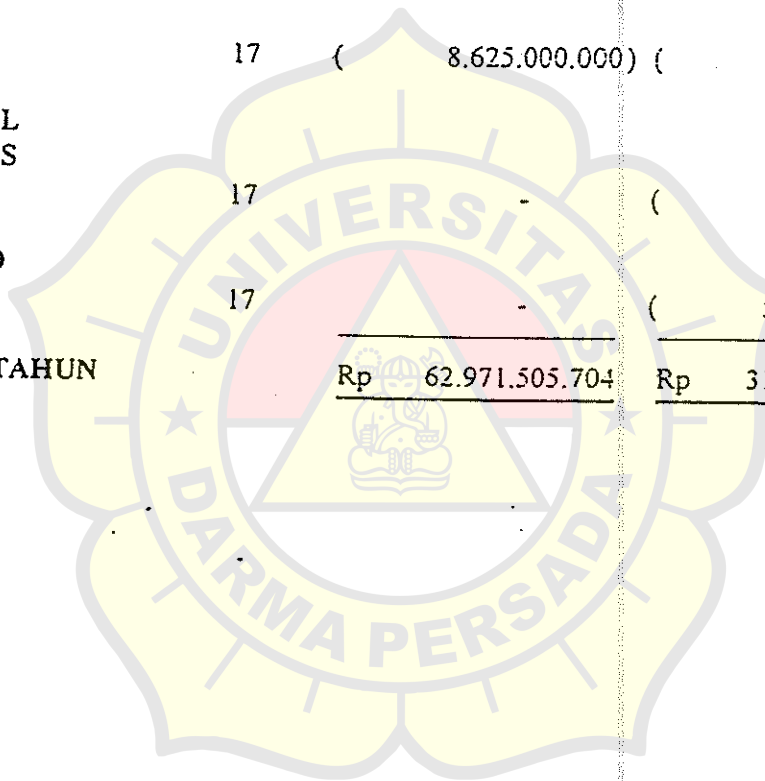 17 ( 8.625.000.000) (
L
S
17 - (
17 - (
TAHUN Rp 62.971.505.704 Rp 3
UNIVERSITAS
DARMA PERSADA